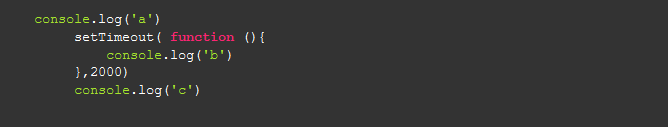 console.log('a')
setTimeout( function (){
console.log('b')
},2000)
console.log('c')